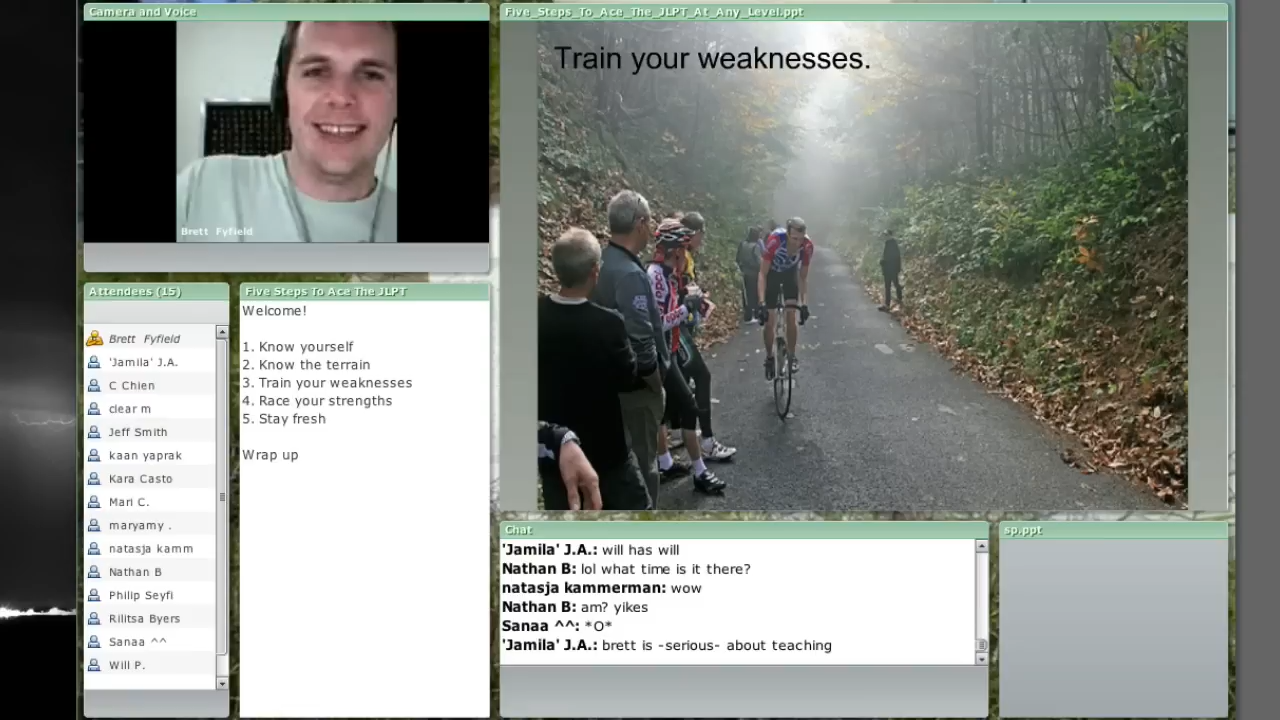 Camera and Voice
Brett Fyfield
Five_Steps_To_Ace_The_JLPT_At_Any_Level.ppt
Train your weaknesses.
Attendees (15)
Brett Fyfield
'Jamila' J.A.
C Chien
clear m
Jeff Smith
kaan yaprak
Kara Casto
Mari C.
maryamy .
natasja kamm
Nathan B
Philip Seyfi
Rilitsa Byers
Sanaa ^^
Will P.
Five Steps To Ace The JLPT
Welcome!
1. Know yourself
2. Know the terrain
3. Train your weaknesses
4. Race your strengths
5. Stay fresh
Wrap up
Chat
'Jamila' J.A.: will has will
Nathan B: lol what time is it there?
natasja kammerman: wow
Nathan B: am? yikes
Sanaa ^^: *O*
'Jamila' J.A.: brett is -serious- about teaching
sp.ppt